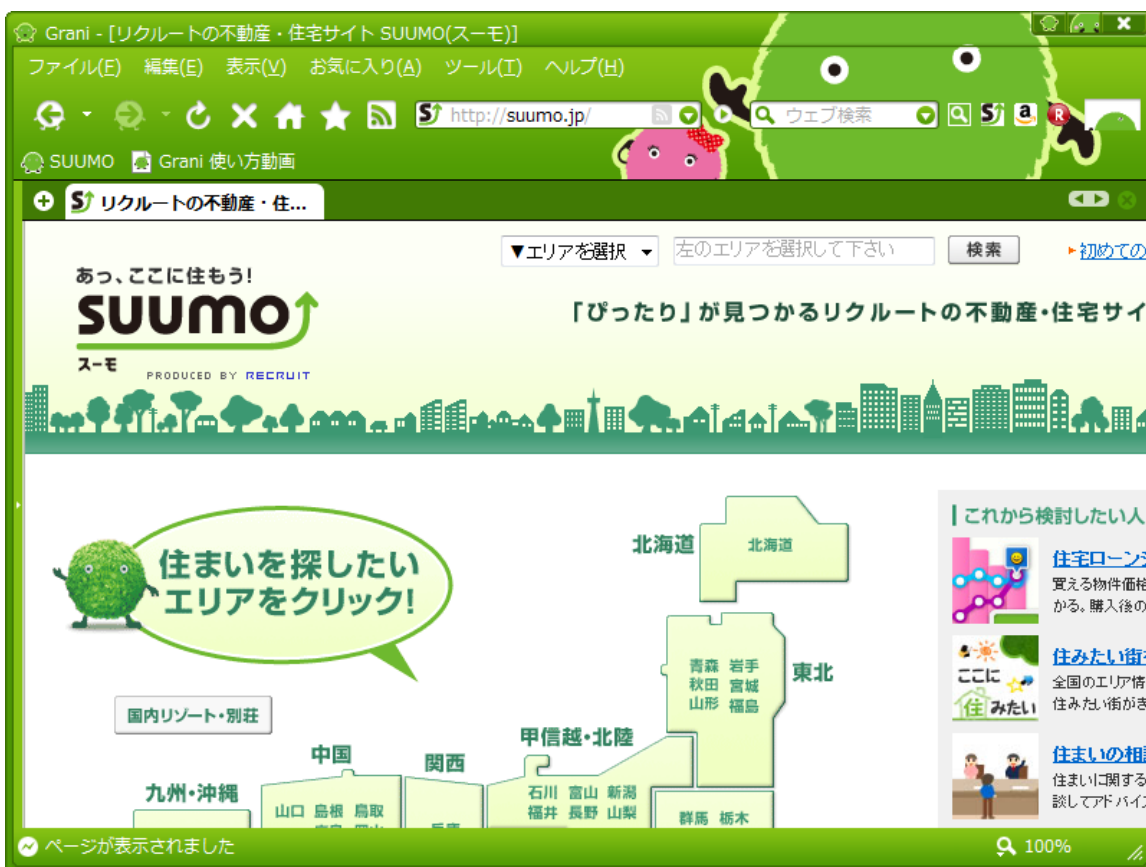 Grani - [リクルートの不動産・住宅サイト SUUMO(スーモ)]
ファイル(F) 編集(E) 表示(V) お気に入り(A) ツール(T) ヘルプ(H)
http://suumo.jp/
ウェブ検索
SUUMO Grani 使い方動画
リクルートの不動産・住...
▼エリアを選択 左のエリアを選択して下さい 検索 初めての
あっ、ここに住もう!
SUUMO
スーモ
PRODUCED BY RECRUIT
「ぴったり」が見つかるリクルートの不動産・住宅サイ
住まいを探したい
エリアをクリック!
国内リゾート・別荘
北海道
北海道
東北
青森 岩手
秋田 宮城
山形 福島
甲信越・北陸
石川 富山 新潟
福井 長野 山梨
群馬 栃木
関西
兵庫
中国
山口 島根 鳥取
広島 岡山
九州・沖縄
これから検討したい人
住宅ローン
買える物件価格
かる。購入後の
ここに
住みたい
住みたい街
全国のエリア情
住みたい街がき
住まいの相
住まいに関する
談してアドバイ
ページが表示されました
100%